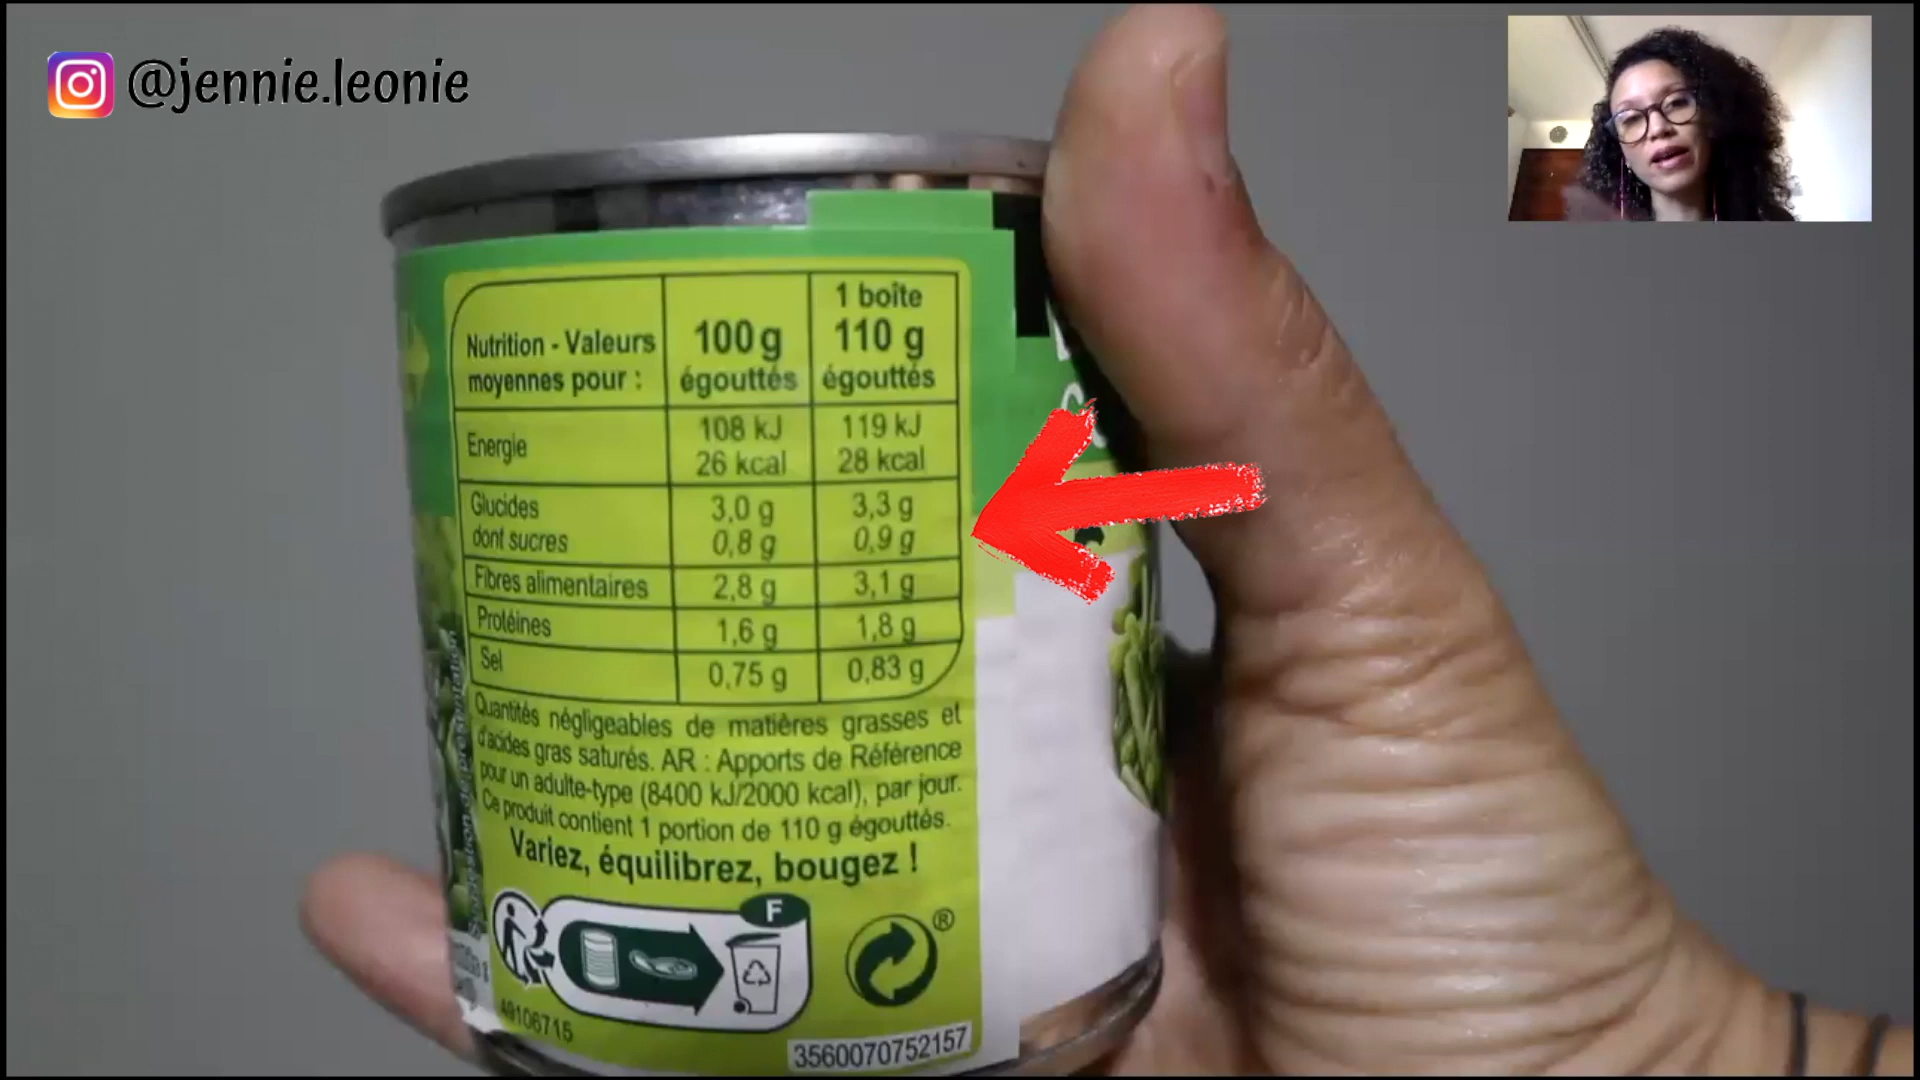 @jennie.leonie
Nutrition - Valeurs
moyennes pour :
100 g
égouttés
1 boîte
110 g
égouttés
Energie
108 kJ
26 kcal
119 kJ
28 kcal
Glucides
3,0 g
3,3 g
dont sucres
0,8 g
0,9 g
Fibres alimentaires
2,8 g
3,1 g
Protéines
1,6 g
1,8 g
Sel
0,75 g
0,83 g
Quantités négligeables de matières grasses et
d'acides gras saturés. AR : Apports de Référence
pour un adulte-type (8400 kJ/2000 kcal), par jour.
Ce produit contient 1 portion de 110 g égouttés.
Variez, équilibrez, bougez !
F
®
49106715
3560070752157